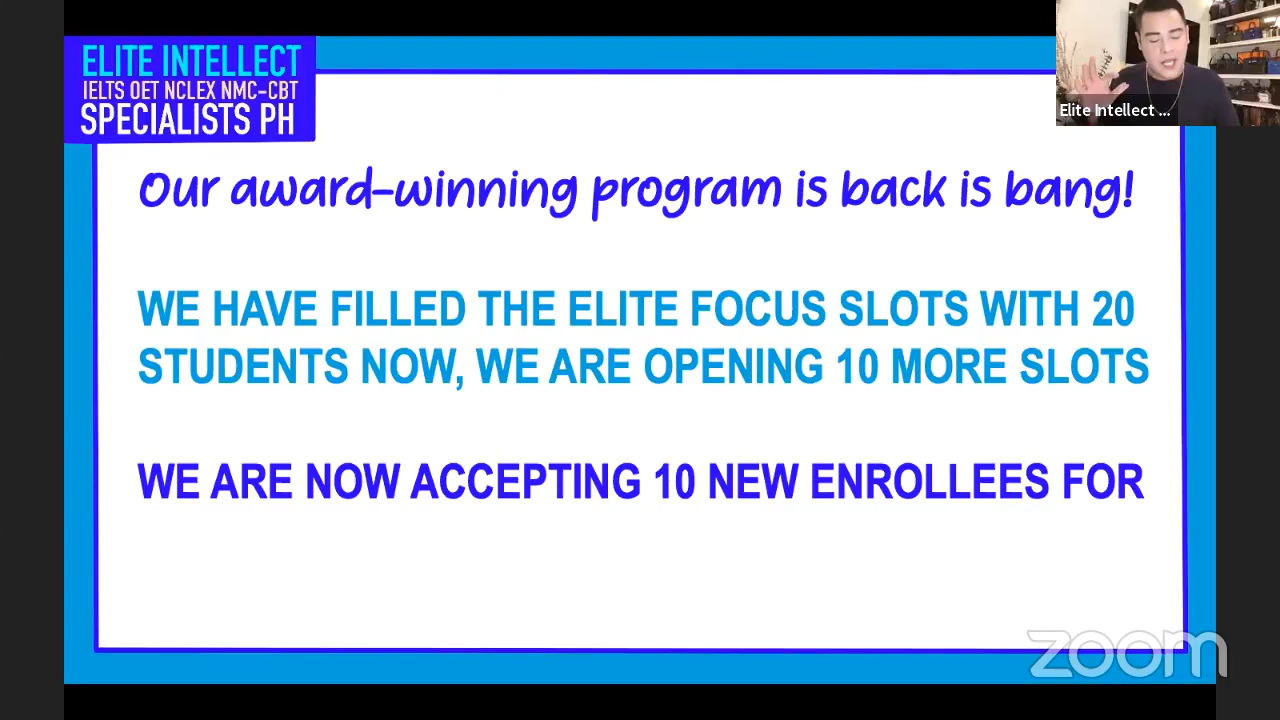 ELITE INTELLECT
IELTS OET NCLEX NMC-CBT
SPECIALISTS PH
Elite Intellect ...
Our award-winning program is back is bang!
WE HAVE FILLED THE ELITE FOCUS SLOTS WITH 20
STUDENTS NOW, WE ARE OPENING 10 MORE SLOTS
WE ARE NOW ACCEPTING 10 NEW ENROLLEES FOR
zoom